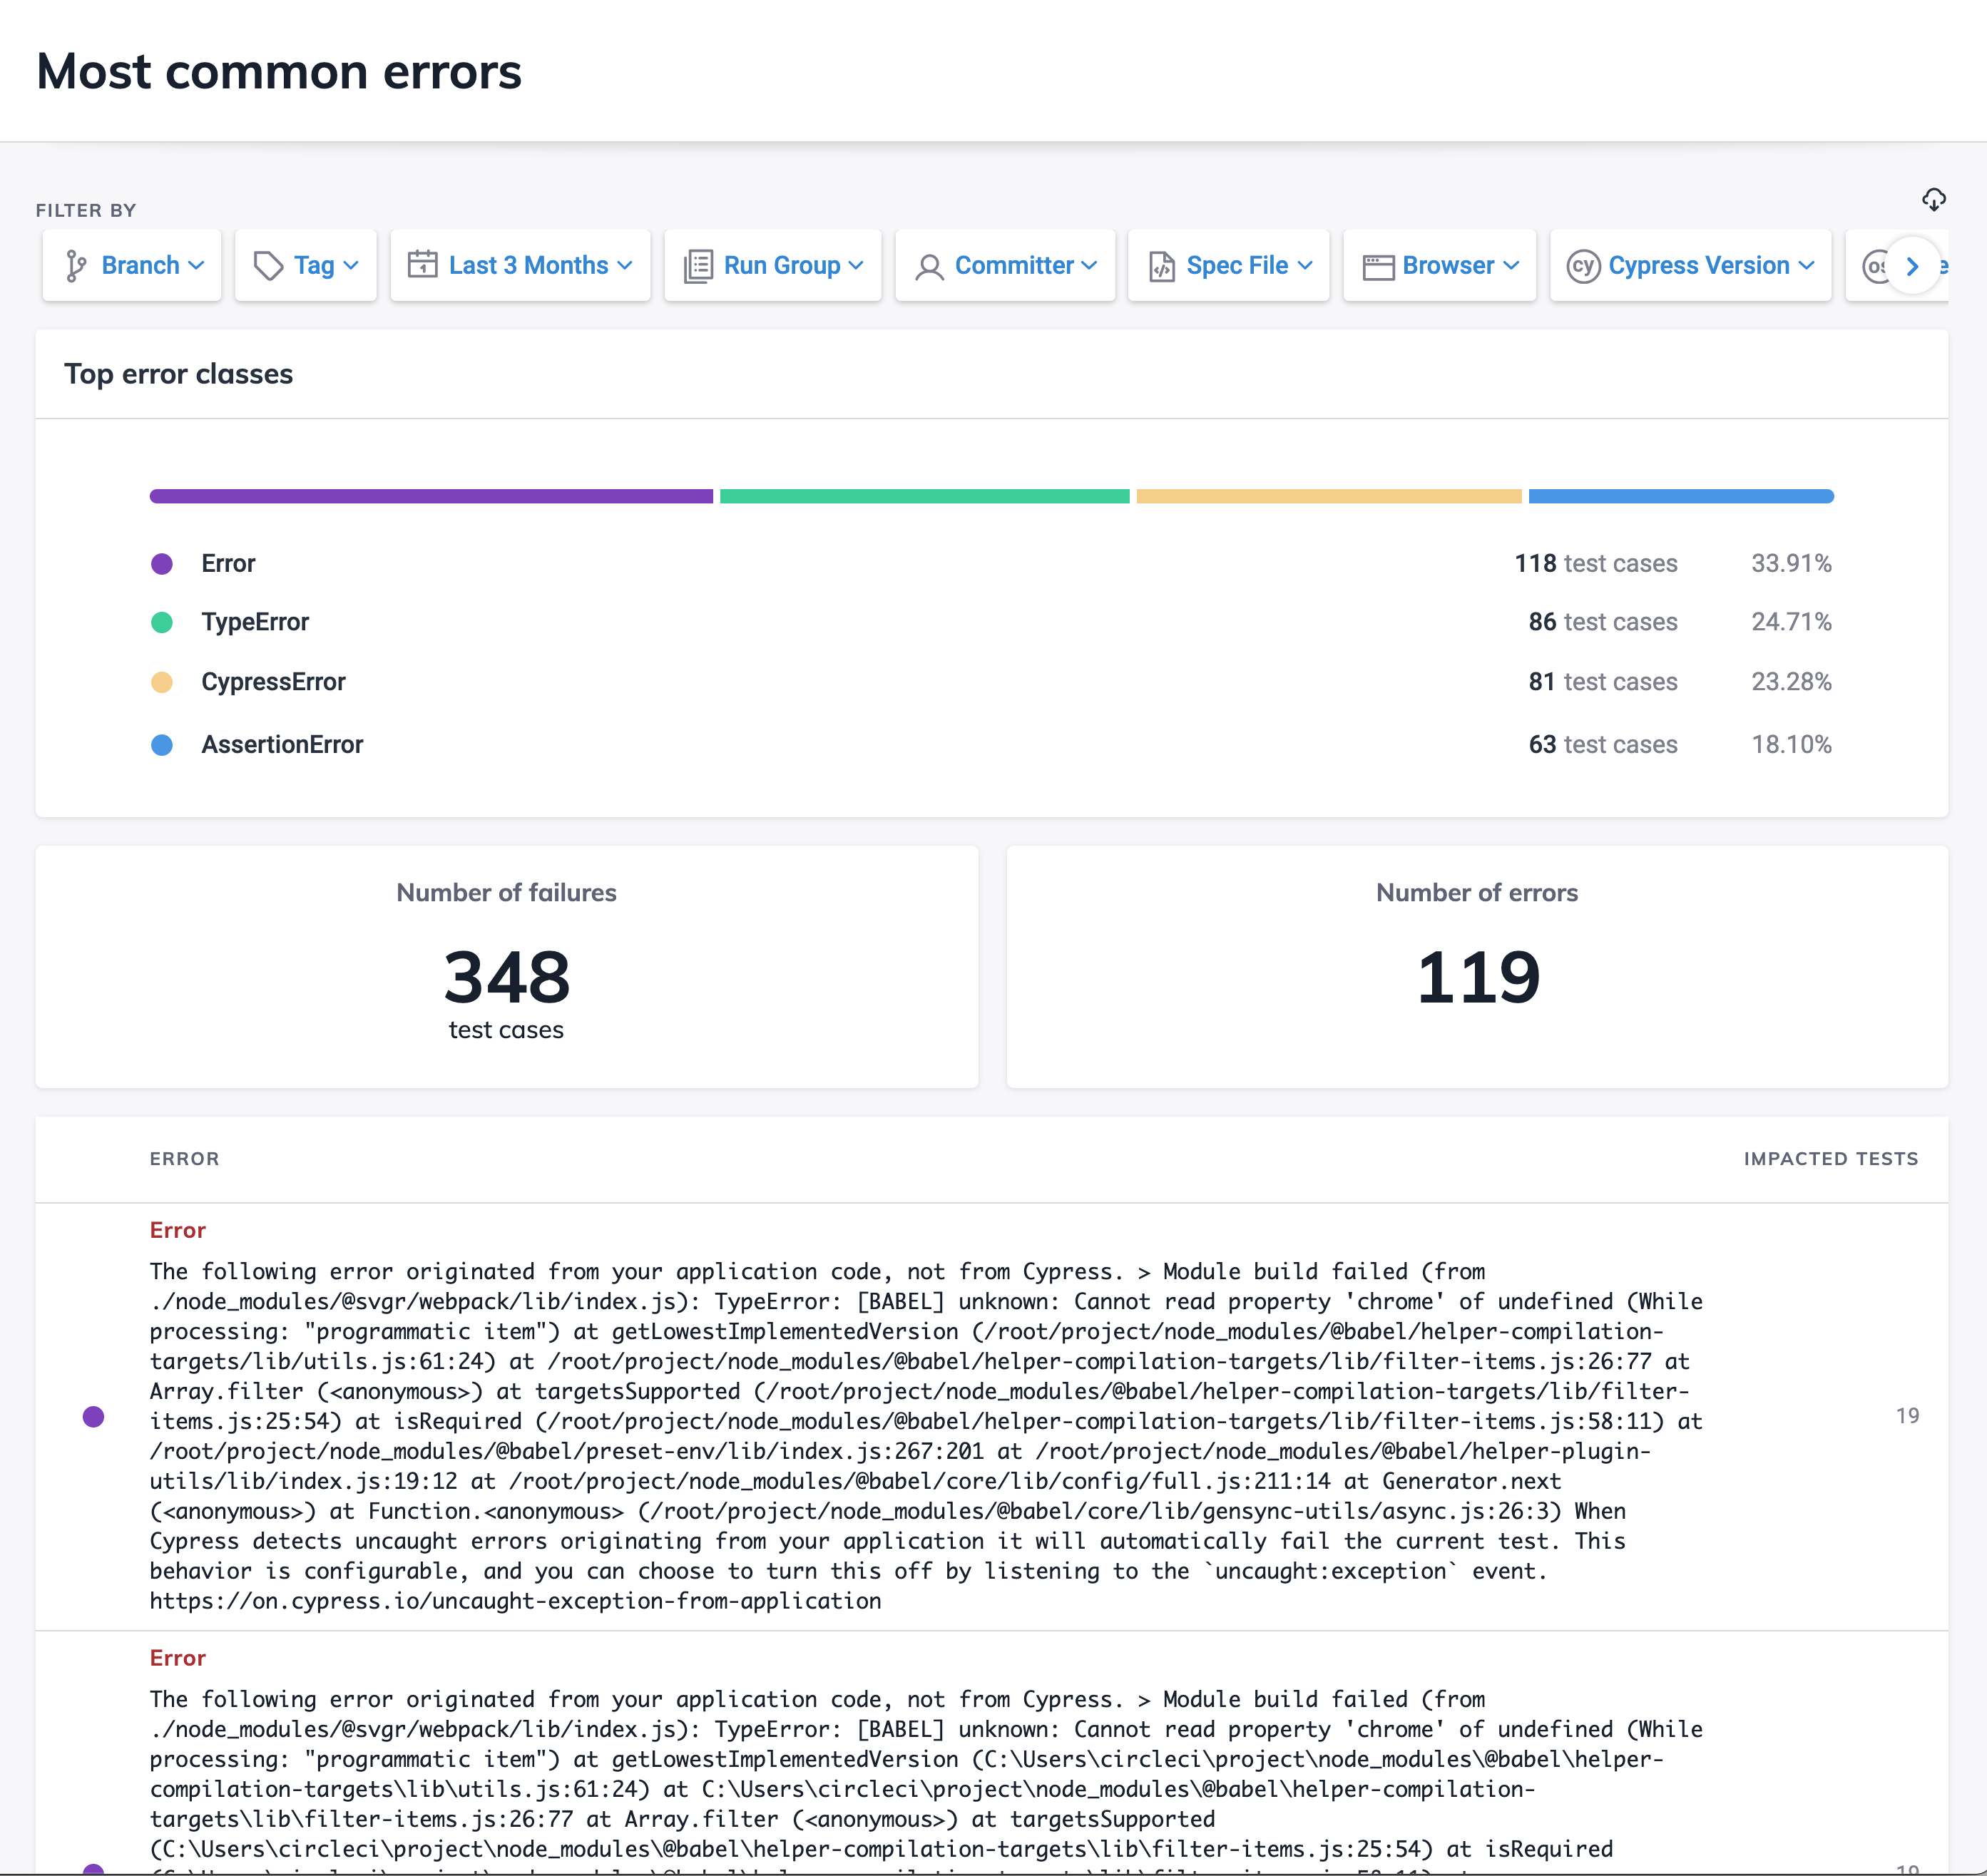 Most common errors
FILTER BY
Branch
Tag
1
Last 3 Months
Run Group
Committer
Spec File
Browser
cy
Cypress Version
Top error classes
Error 118 test cases 33.91%
TypeError 86 test cases 24.71%
CypressError 81 test cases 23.28%
AssertionError 63 test cases 18.10%
Number of failures
348
test cases
Number of errors
119
ERROR IMPACTED TESTS
Error
The following error originated from your application code, not from Cypress. > Module build failed (from
./node_modules/@svgr/webpack/lib/index.js): TypeError: [BABEL] unknown: Cannot read property 'chrome' of undefined (While
processing: "programmatic item") at getLowestImplementedVersion (/root/project/node_modules/@babel/helper-compilation-
targets/lib/utils.js:61:24) at /root/project/node_modules/@babel/helper-compilation-targets/lib/filter-items.js:26:77 at
Array.filter (<anonymous>) at targetsSupported (/root/project/node_modules/@babel/helper-compilation-targets/lib/filter-
items.js:25:54) at isRequired (/root/project/node_modules/@babel/helper-compilation-targets/lib/filter-items.js:58:11) at
/root/project/node_modules/@babel/preset-env/lib/index.js:267:201 at /root/project/node_modules/@babel/helper-plugin-
utils/lib/index.js:19:12 at /root/project/node_modules/@babel/core/lib/config/full.js:211:14 at Generator.next
(<anonymous>) at Function.<anonymous> (/root/project/node_modules/@babel/core/lib/gensync-utils/async.js:26:3) When
Cypress detects uncaught errors originating from your application it will automatically fail the current test. This
behavior is configurable, and you can choose to turn this off by listening to the `uncaught:exception` event.
https://on.cypress.io/uncaught-exception-from-application
19
Error
The following error originated from your application code, not from Cypress. > Module build failed (from
./node_modules/@svgr/webpack/lib/index.js): TypeError: [BABEL] unknown: Cannot read property 'chrome' of undefined (While
processing: "programmatic item") at getLowestImplementedVersion (C:\Users\circleci\project\node_modules\@babel\helper-
compilation-targets\lib\utils.js:61:24) at C:\Users\circleci\project\node_modules\@babel\helper-compilation-
targets\lib\filter-items.js:26:77 at Array.filter (<anonymous>) at targetsSupported
(C:\Users\circleci\project\node_modules\@babel\helper-compilation-targets\lib\filter-items.js:25:54) at isRequired